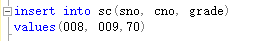 insert into sc(sno, cno, grade)
values(008, 009,70)